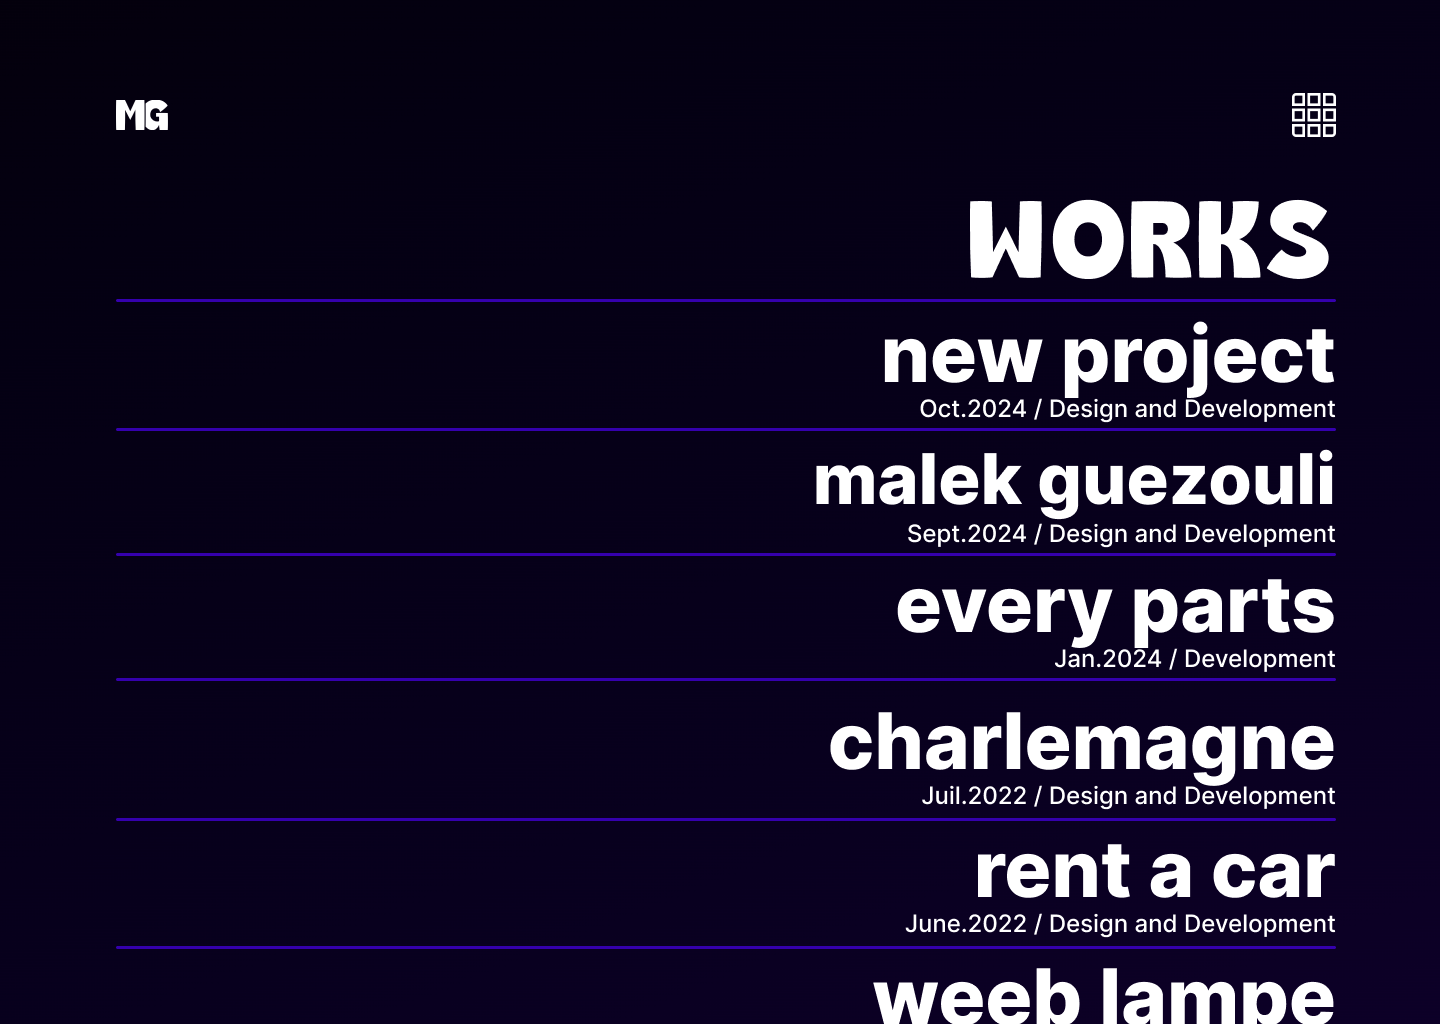 MG
WORKS
new project
Oct.2024 / Design and Development
malek guezouli
Sept.2024 / Design and Development
every parts
Jan.2024 / Development
charlemagne
Juil.2022 / Design and Development
rent a car
June.2022 / Design and Development
weeb lampe